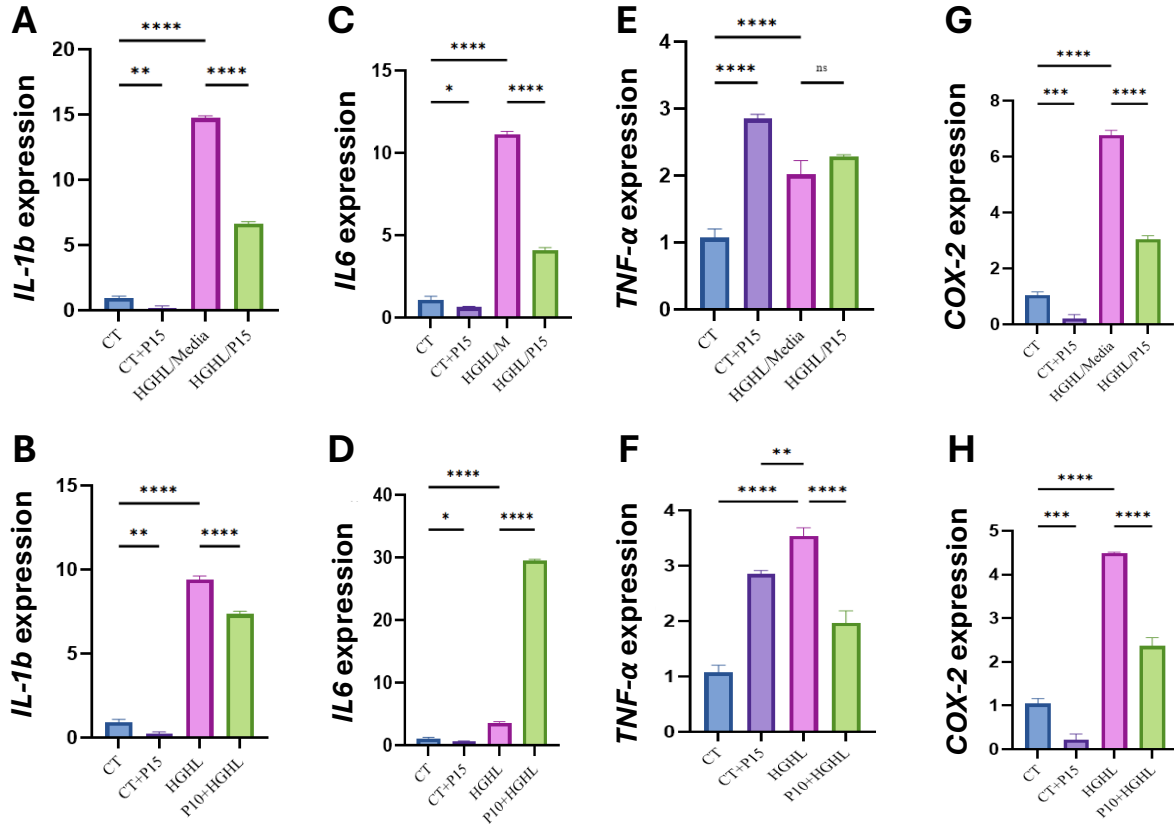 A
IL-1b expression
20
15
10
5
0
****
**
****
CT
CT+P15
HGHL/Media
HGHL/P15
C
IL6 expression
15
10
5
0
****
*
****
CT
CT+P15
HGHL/M
HGHL/P15
E
TNF-α expression
4
3
2
1
0
****
****
ns
CT
CT+P15
HGHL/Media
HGHL/P15
G
COX-2 expression
8
6
4
2
0
****
***
****
CT
CT+P15
HGHL/Media
HGHL/P15
B
IL-1b expression
15
10
5
0
****
**
****
CT
CT+P15
HGHL
P10+HGHL
D
IL6 expression
40
30
20
10
0
****
*
****
CT
CT+P15
HGHL
P10+HGHL
F
TNF-α expression
4
3
2
1
0
**
****
****
CT
CT+P15
HGHL
P10+HGHL
H
COX-2 expression
5
4
3
2
1
0
****
***
****
CT
CT+P15
HGHL
P10+HGHL